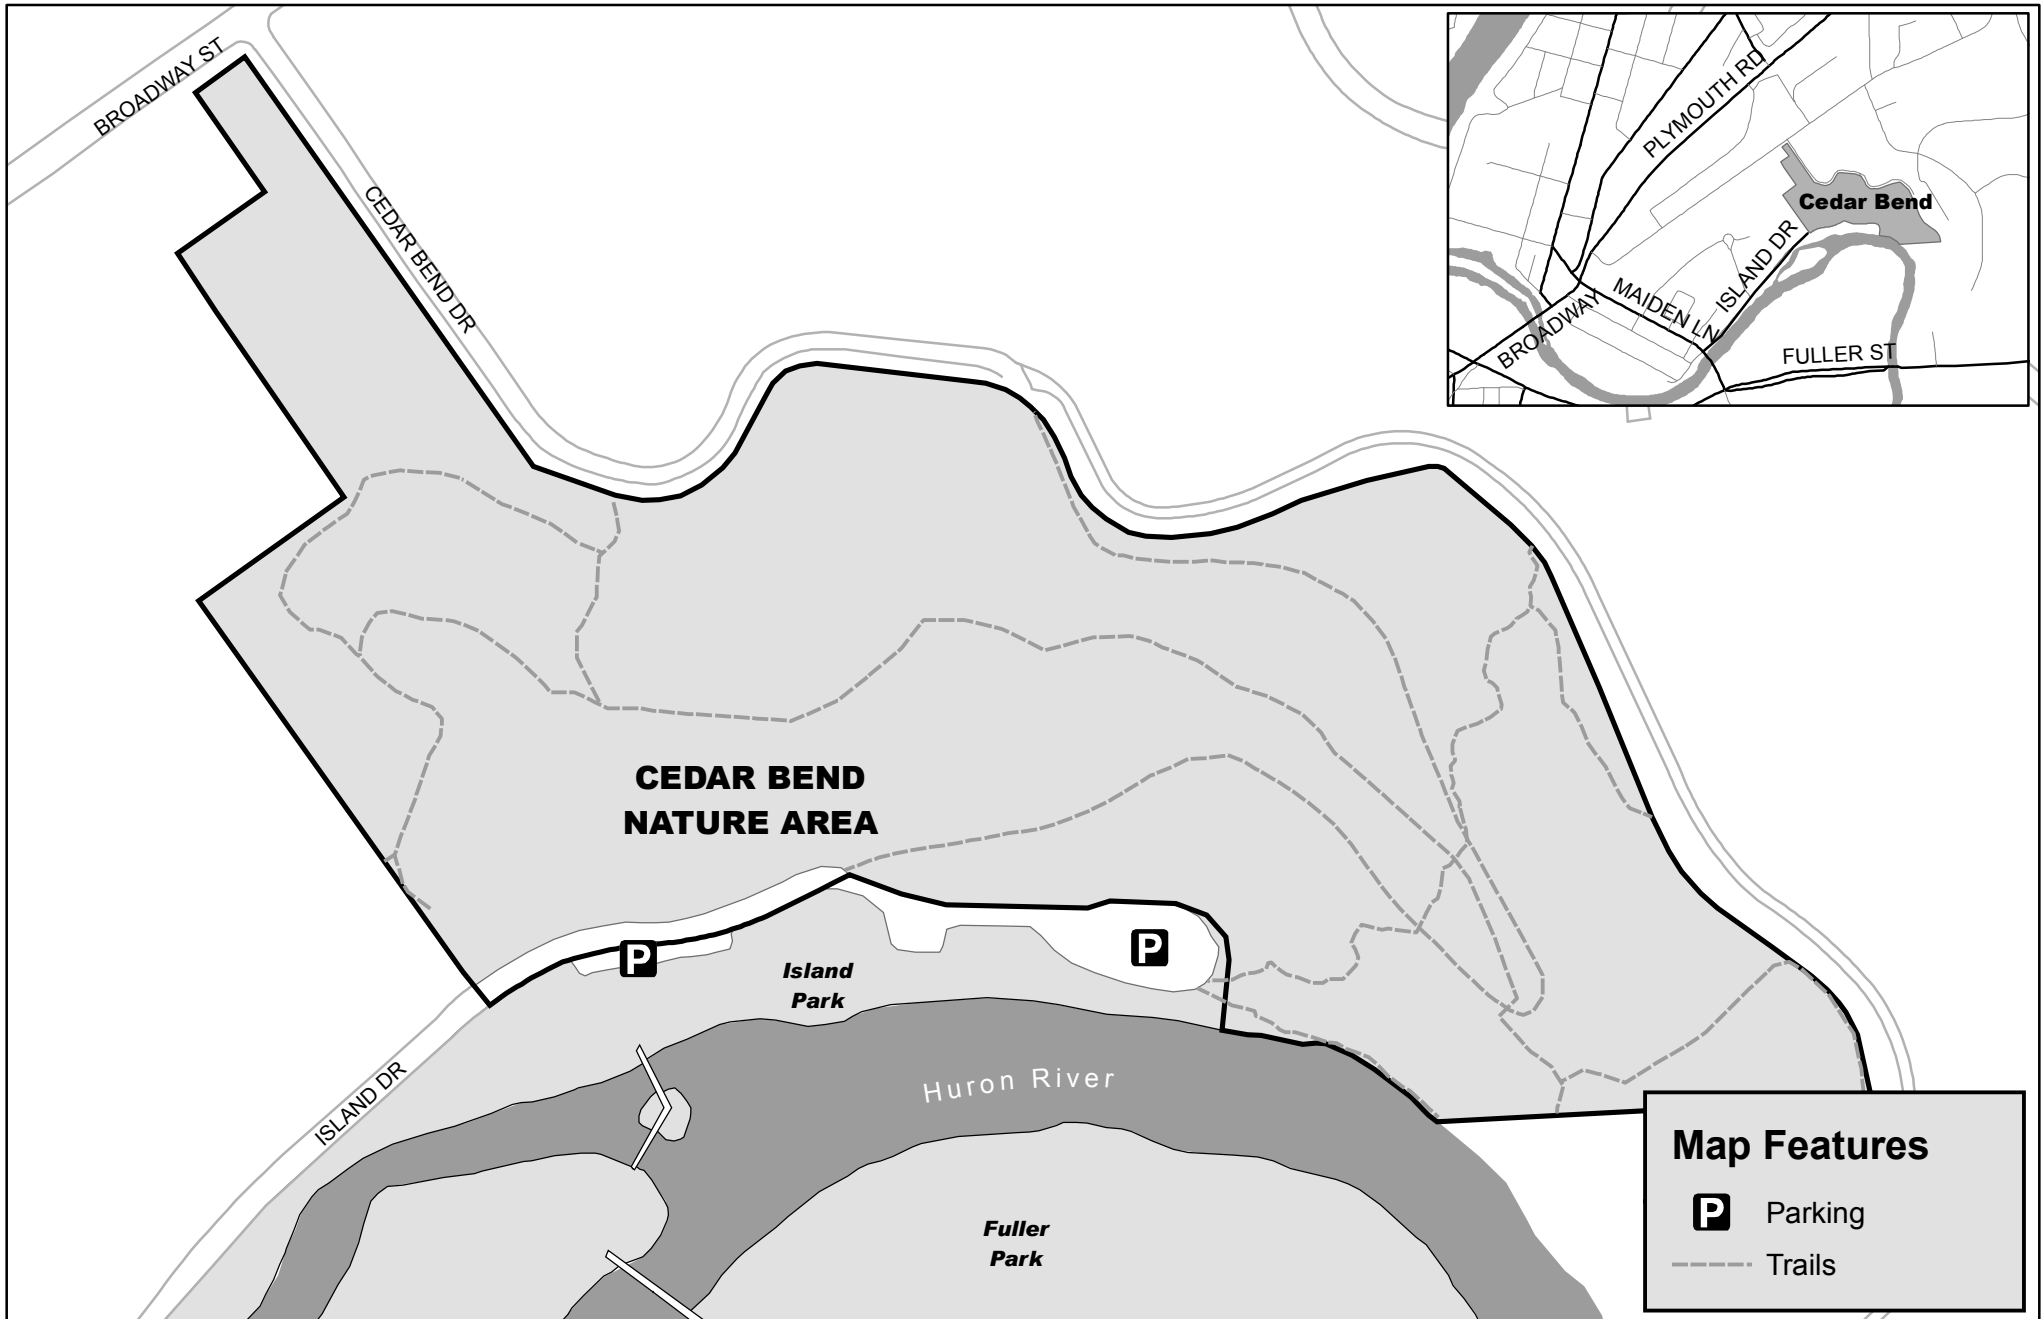 BROADWAY ST
CEDAR BEND DR
PLYMOUTH RD
Cedar Bend
ISLAND DR
MAIDEN LN
BROADWAY
FULLER ST
CEDAR BEND
NATURE AREA
P
P
Island
Park
Huron River
ISLAND DR
Fuller
Park
Map Features
P Parking
Trails